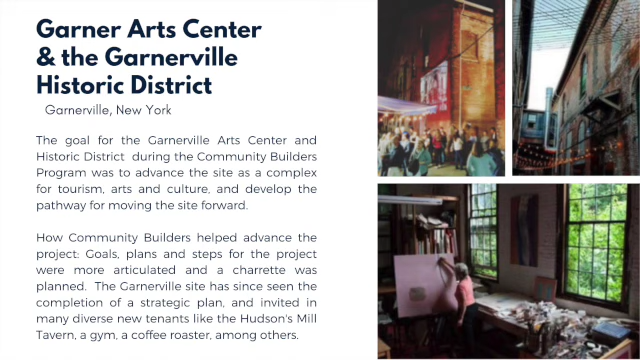 Garner Arts Center
& the Garnerville
Historic District
Garnerville, New York
The goal for the Garnerville Arts Center and
Historic District during the Community Builders
Program was to advance the site as a complex
for tourism, arts and culture, and develop the
pathway for moving the site forward.
How Community Builders helped advance the
project: Goals, plans and steps for the project
were more articulated and a charrette was
planned. The Garnerville site has since seen the
completion of a strategic plan, and invited in
many diverse new tenants like the Hudson's Mill
Tavern, a gym, a coffee roaster, among others.